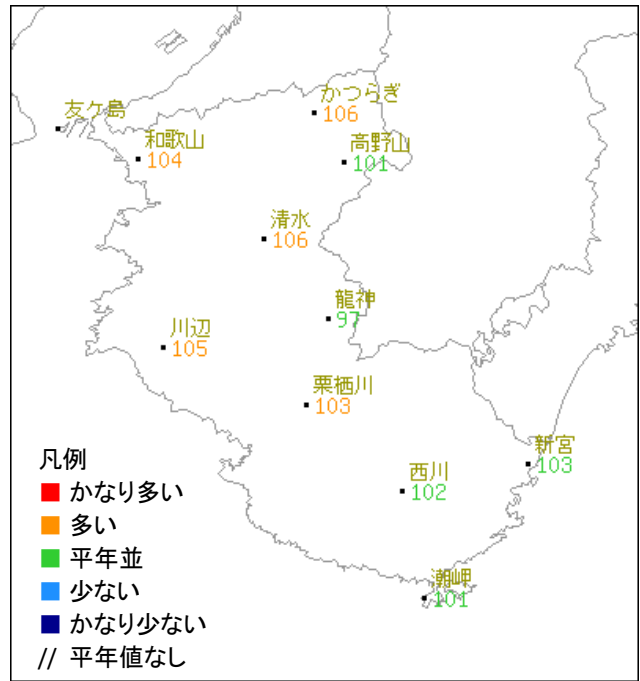 かつらぎ
106
友ケ島
//
和歌山
104
高野山
101
清水
106
龍神
97
川辺
105
栗栖川
103
新宮
103
西川
102
潮岬
101
凡例
かなり多い
多い
平年並
少ない
かなり少ない
// 平年値なし